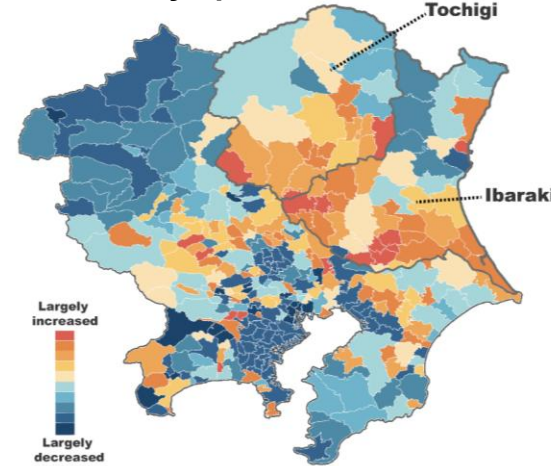 Tochigi
Ibaraki
Largely
increased
Largely
decreased